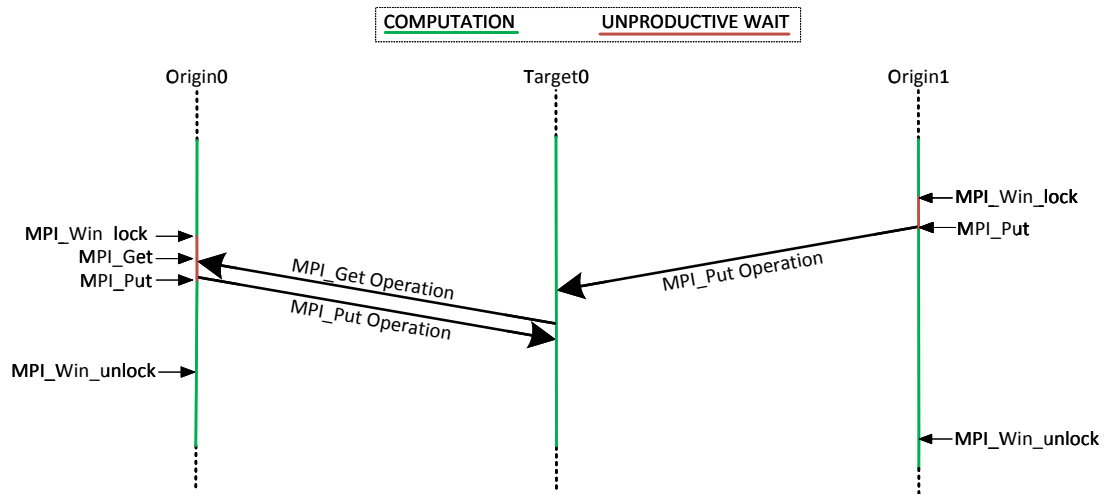 COMPUTATION UNPRODUCTIVE WAIT
Origin0 Target0 Origin1
MPI_Win_lock
MPI_Put
MPI_Win lock
MPI_Get
MPI_Put
MPI_Get Operation
MPI_Put Operation
MPI_Put Operation
MPI_Win_unlock
MPI_Win_unlock